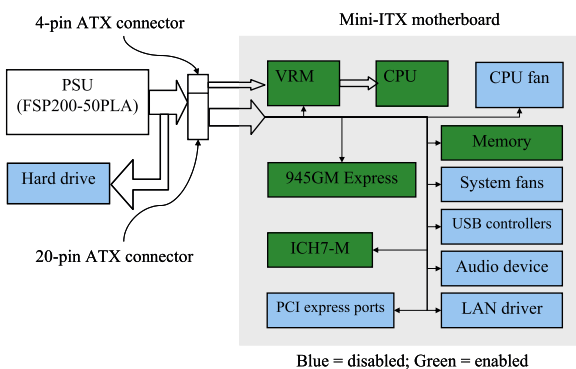 4-pin ATX connector
Mini-ITX motherboard
PSU
(FSP200-50PLA)
VRM
CPU
CPU fan
Memory
Hard drive
945GM Express
System fans
USB controllers
20-pin ATX connector
ICH7-M
Audio device
PCI express ports
LAN driver
Blue = disabled; Green = enabled